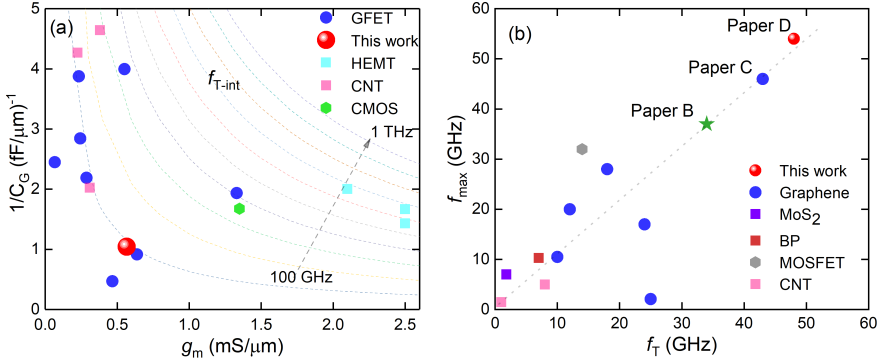 (a)
GFET
This work
HEMT
CNT
CMOS
f_T-int
1 THz
100 GHz
5
4
3
2
1
0
1/C_G (fF/μm)^-1
0.0 0.5 1.0 1.5 2.0 2.5
g_m (mS/μm)
(b)
Paper D
Paper C
Paper B
This work
Graphene
MoS_2
BP
MOSFET
CNT
60
50
40
30
20
10
0
f_max (GHz)
0 10 20 30 40 50 60
f_T (GHz)